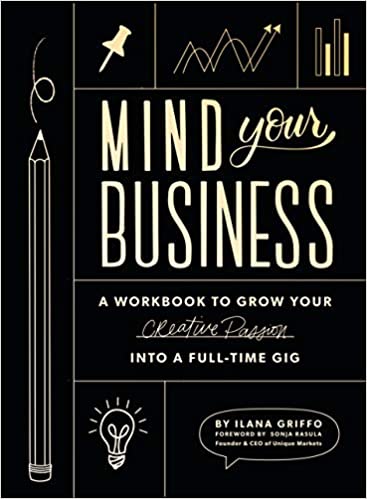 MIND your
BUSINESS
A WORKBOOK TO GROW YOUR
Creative Passion
INTO A FULL-TIME GIG
BY ILANA GRIFFO
FOREWORD BY SONJA RASULA
Founder & CEO of Unique Markets